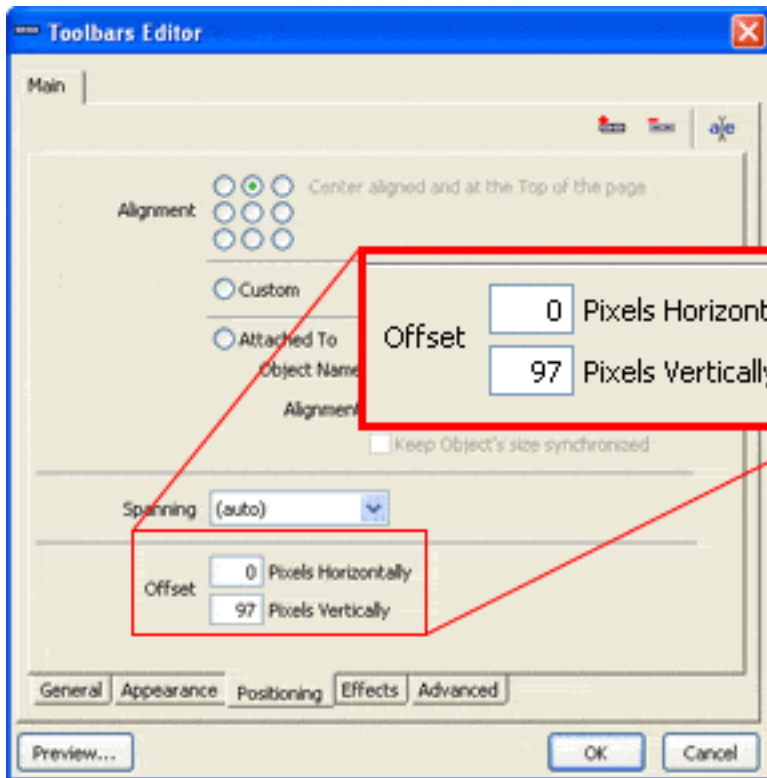 Toolbars Editor
Main
Alignment
Center aligned and at the Top of the page
Custom
Attached To
Object Name
Alignment
Keep Object's size synchronized
Offset
0 Pixels
97 Pixels
Spanning (auto)
Offset
0 Pixels Horizontally
97 Pixels Vertically
General Appearance Positioning Effects Advanced
Preview... OK Cancel